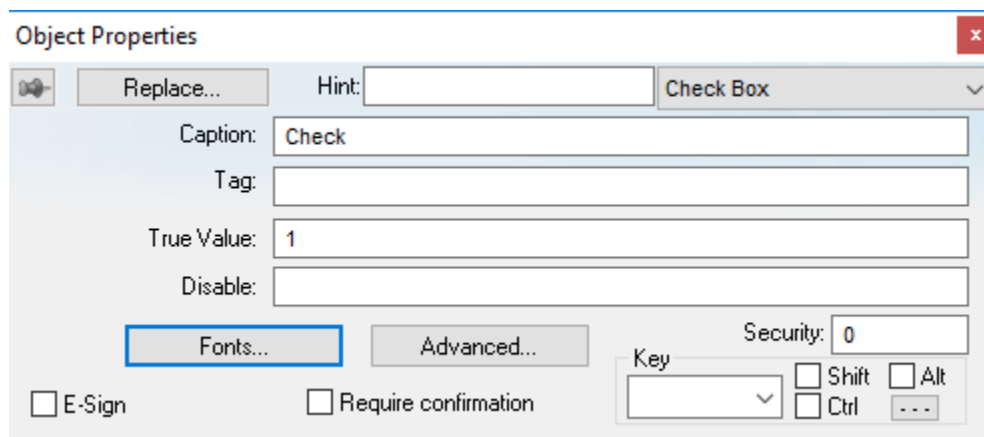 Object Properties x
Replace... Hint: Check Box
Caption: Check
Tag:
True Value: 1
Disable:
Fonts... Advanced... Security: 0
Key
Shift Alt
E-Sign Require confirmation Ctrl ...